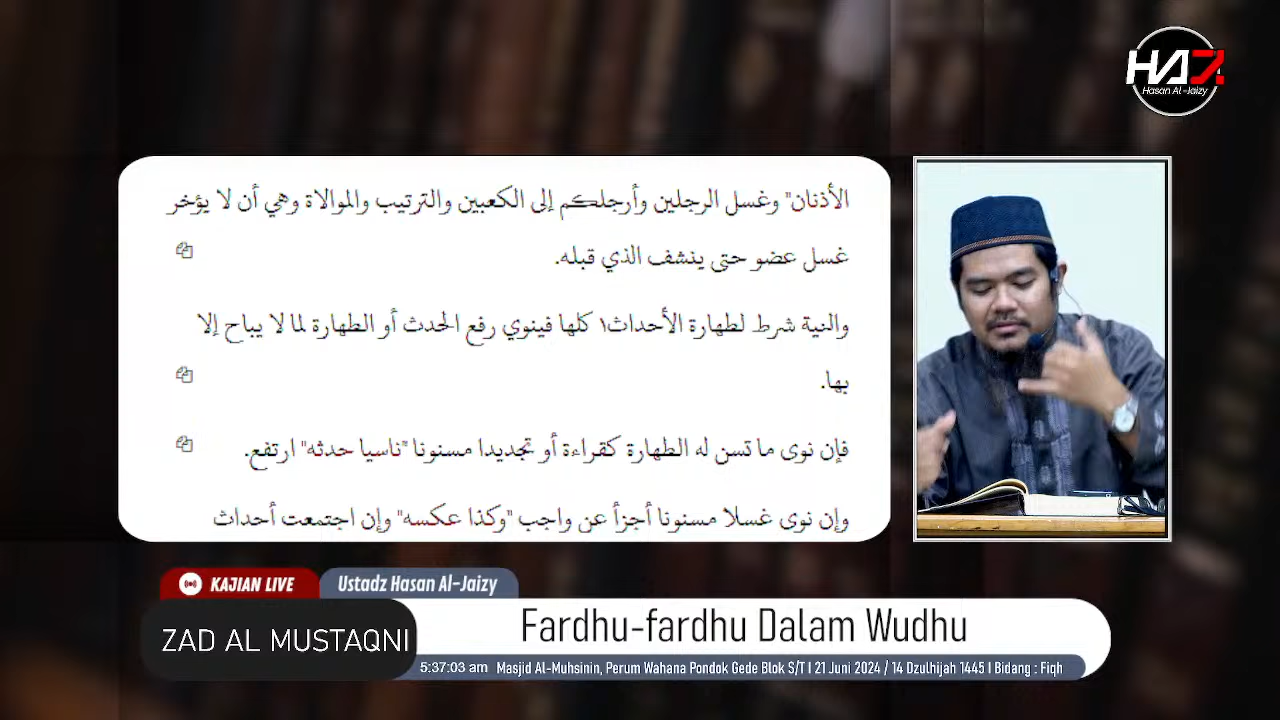 HAJ
Hasan Al-Jaizy
الأذنان" وغسل الرجلين وأرجلكم إلى الكعبين والترتيب والموالاة وهي أن لا يؤخر
غسل عضو حتى ينشف الذي قبله.
والنية شرط لطهارة الأحداث١ كلها فينوي رفع الحدث أو الطهارة لما لا يباح إلا
بها.
فإن نوى ما تسن له الطهارة كقراءة أو تجديدا مسنونا "ناسيا حدثه" ارتفع.
وإن نوى غسلا مسنونا أجزأ عن واجب "وكذا عكسه" وإن اجتمعت أحداث
KAJIAN LIVE
Ustadz Hasan Al-Jaizy
ZAD AL MUSTAQNI
Fardhu-fardhu Dalam Wudhu
5:37:03 am Masjid Al-Muhsinin, Perum Wahana Pondok Gede Blok S/T I 21 Juni 2024 / 14 Dzulhijah 1445 I Bidang : Fiqh